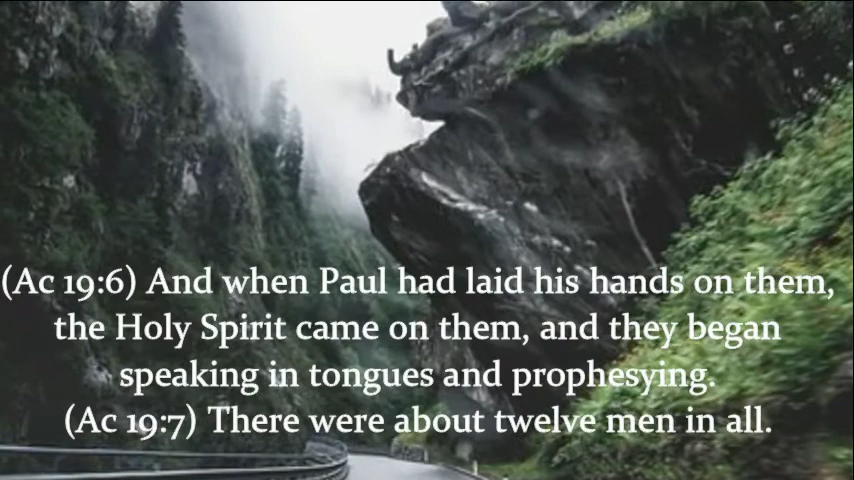 (Ac 19:6) And when Paul had laid his hands on them,
the Holy Spirit came on them, and they began
speaking in tongues and prophesying.
(Ac 19:7) There were about twelve men in all.